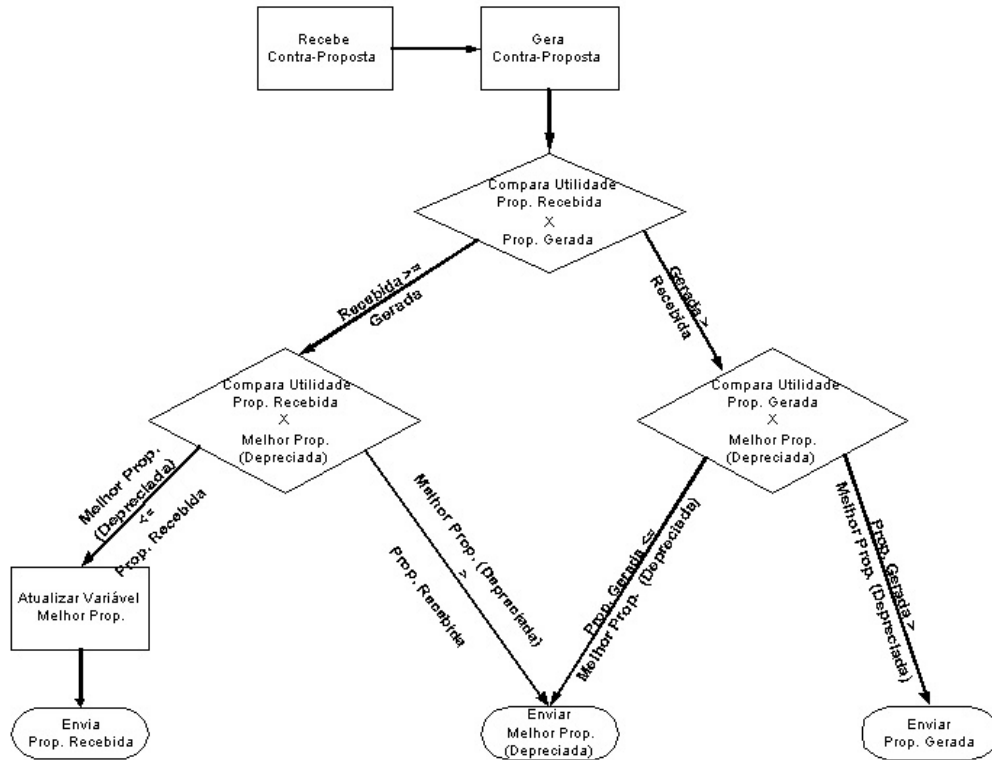 Recebe
Contra-Proposta
Gera
Contra-Proposta
Compara Utilidade
Prop. Recebida
X
Prop. Gerada
Recebida >=
Gerada
Gerada >
Recebida
Compara Utilidade
Prop. Recebida
X
Melhor Prop.
(Depreciada)
Compara Utilidade
Prop. Gerada
X
Melhor Prop.
(Depreciada)
Melhor Prop.
(Depreciada)
<=
Prop. Recebida
Melhor Prop. (Depreciada)
>
Prop. Recebida
Prop. Gerada <=
Melhor Prop. (Depreciada)
Prop. Gerada >
Melhor Prop. (Depreciada)
Atualizar Variável
Melhor Prop.
Envia
Prop. Recebida
Enviar
Melhor Prop.
(Depreciada)
Enviar
Prop. Gerada